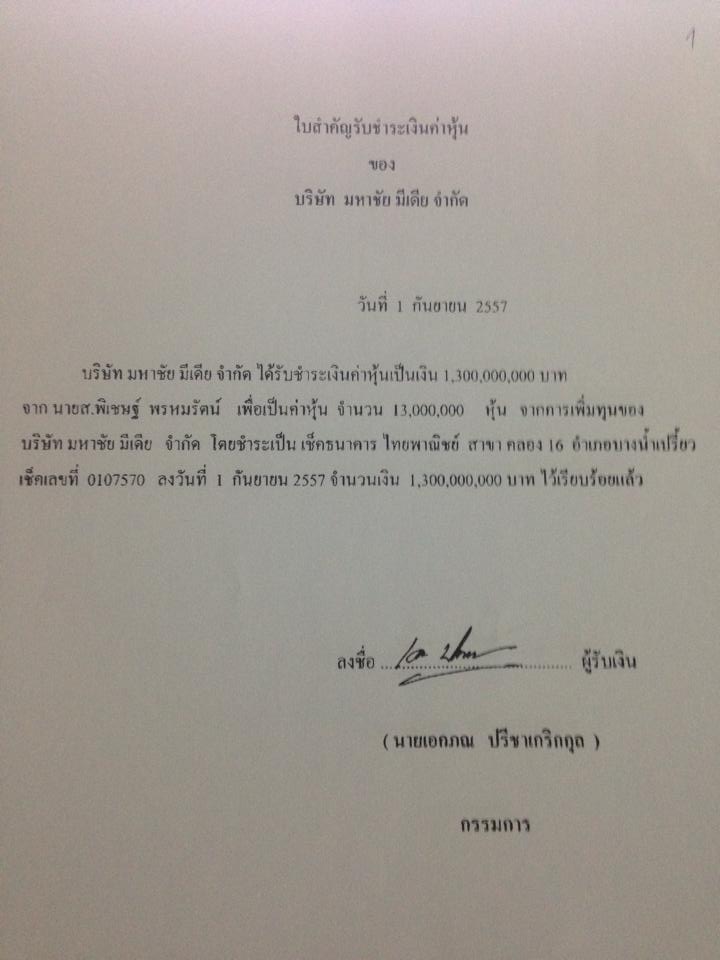 1
ใบสำคัญรับชำระเงินค่าหุ้น
ของ
บริษัท มหาชัย มีเดีย จำกัด
วันที่ 1 กันยายน 2557
บริษัท มหาชัย มีเดีย จำกัด ได้รับชำระเงินค่าหุ้นเป็นเงิน 1,300,000,000 บาท
จาก นายส.พิเชษฐ์ พรหมรัตน์ เพื่อเป็นค่าหุ้น จำนวน 13,000,000 หุ้น จากการเพิ่มทุนของ
บริษัท มหาชัย มีเดีย จำกัด โดยชำระเป็น เช็คธนาคาร ไทยพาณิชย์ สาขา คลอง 16 อำเภอบางน้ำเปรี้ยว
เช็คเลขที่ 0107570 ลงวันที่ 1 กันยายน 2557 จำนวนเงิน 1,300,000,000 บาท ไว้เรียบร้อยแล้ว
ลงชื่อ ........................................ ผู้รับเงิน
( นายเอกภณ ปรีชาเกริกกุล )
กรรมการ